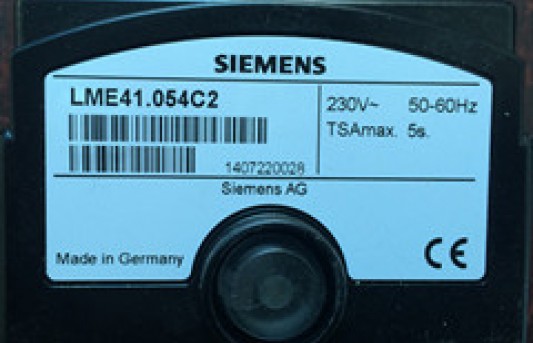 SIEMENS
LME41.054C2
230V~ 50-60Hz
TSAmax. 5s.
1407220028
Siemens AG
Made in Germany
CE